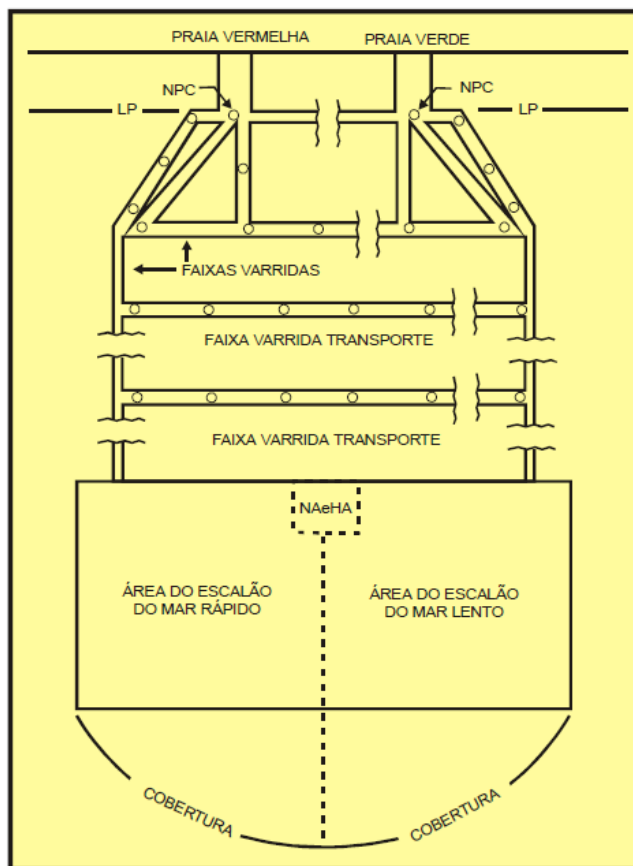 PRAIA VERMELHA
PRAIA VERDE
NPC
NPC
LP
LP
FAIXAS VARRIDAS
FAIXA VARRIDA TRANSPORTE
FAIXA VARRIDA TRANSPORTE
NAeHA
ÁREA DO ESCALÃO
DO MAR RÁPIDO
ÁREA DO ESCALÃO
DO MAR LENTO
COBERTURA
COBERTURA